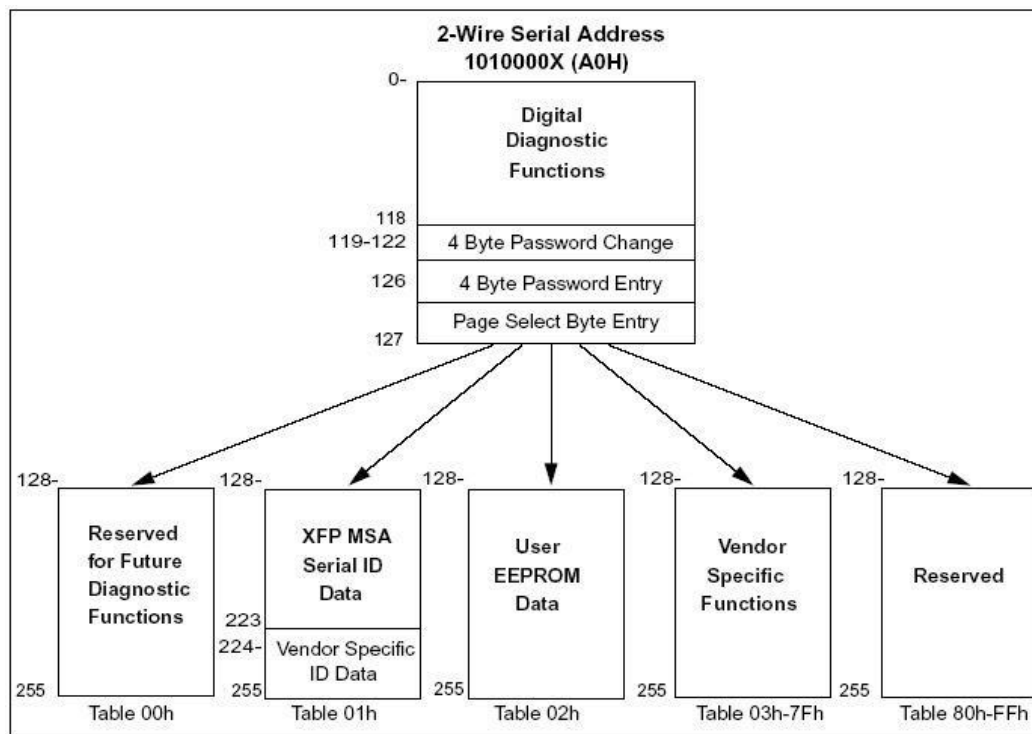 2-Wire Serial Address
1010000X (A0H)
0-
Digital
Diagnostic
Functions
118
119-122
4 Byte Password Change
126
4 Byte Password Entry
Page Select Byte Entry
127
128-
Reserved
for Future
Diagnostic
Functions
255
Table 00h
128-
XFP MSA
Serial ID
Data
223
224-
Vendor Specific
ID Data
255
Table 01h
128-
User
EEPROM
Data
255
Table 02h
128-
Vendor
Specific
Functions
255
Table 03h-7Fh
128-
Reserved
255
Table 80h-FFh